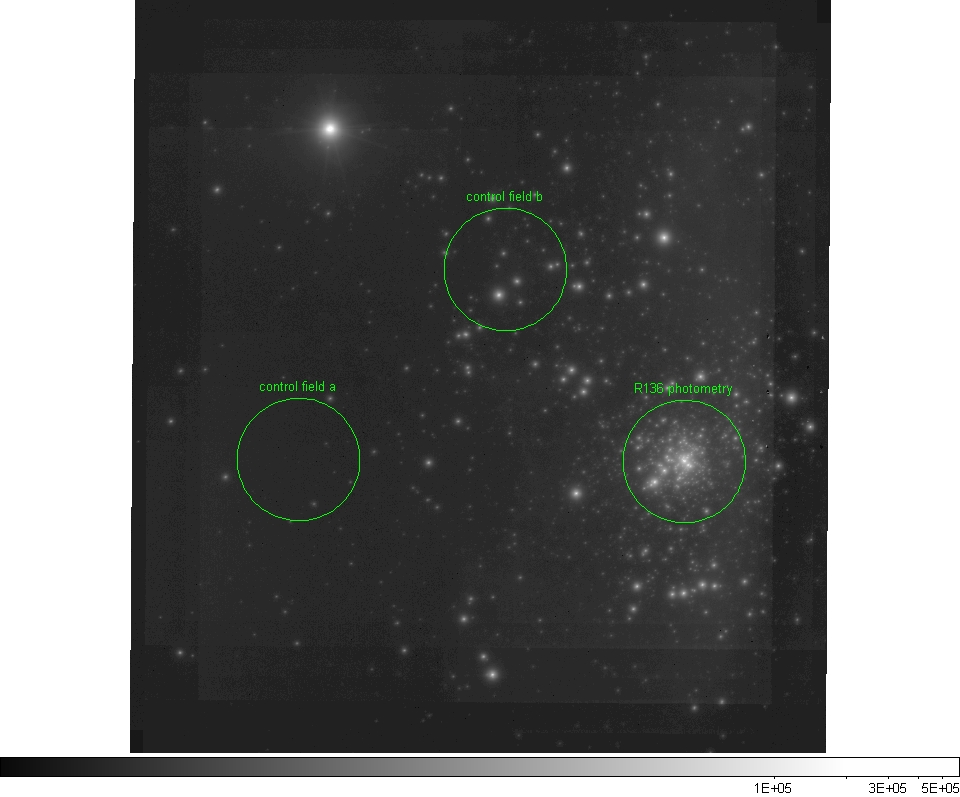 control field b
control field a
R136 photometry
1E+05 3E+05 5E+05